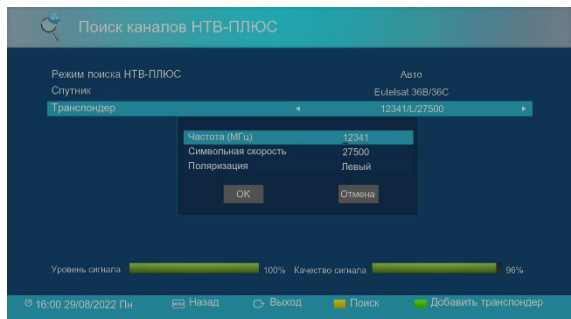 Поиск каналов НТВ-ПЛЮС
Режим поиска НТВ-ПЛЮС Авто
Спутник Eutelsat 36B/36C
Транспондер 12341/L/27500
Частота (МГц) 12341
Символьная скорость 27500
Поляризация Левый
OK Отмена
Уровень сигнала 100% Качество сигнала 96%
16:00 29/08/2022 Пн Назад Выход Поиск Добавить транспондер